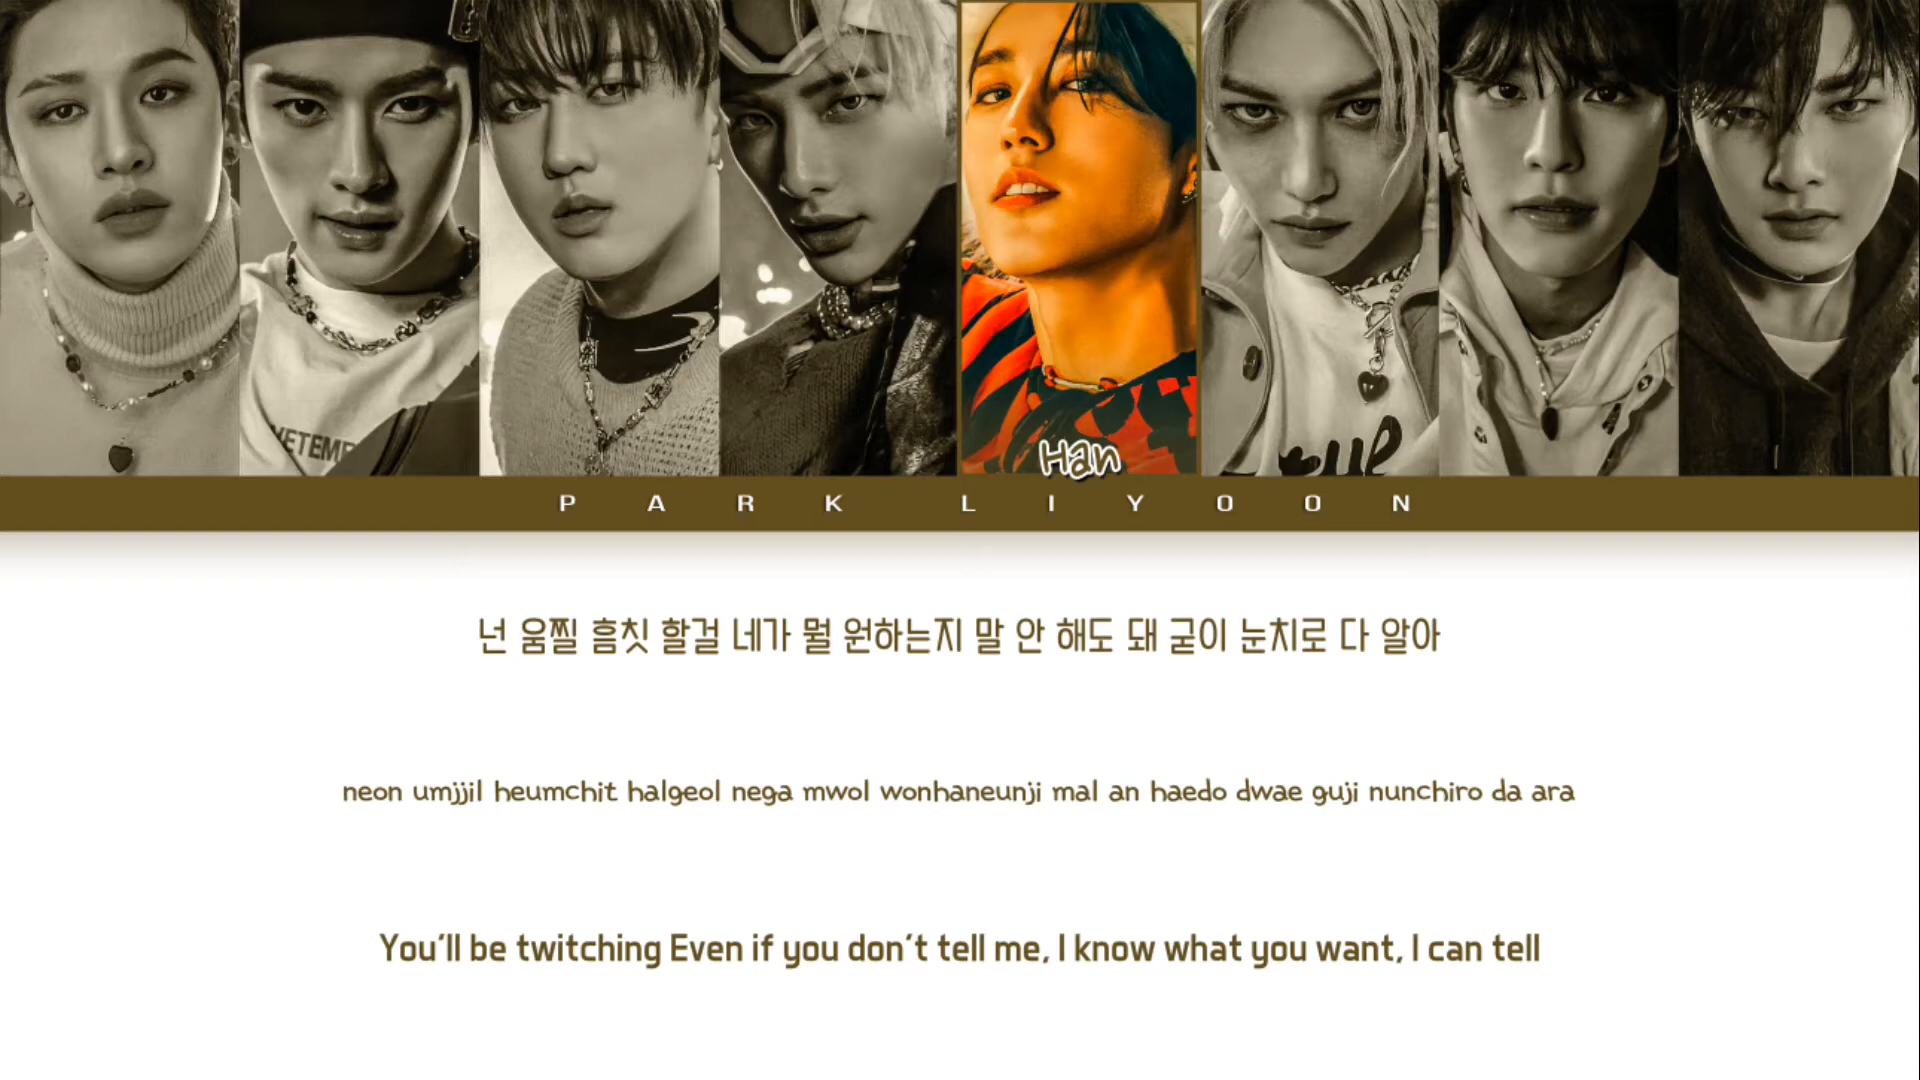 VETEME
Han
PARK LIYOON
넌 움찔 흠칫 할걸 네가 뭘 원하는지 말 안 해도 돼 굳이 눈치로 다 알아
neon umjjil heumchit halgeol nega mwol wonhaneunji mal an haedo dwae guji nunchiro da ara
You'll be twitching Even if you don't tell me, I know what you want, I can tell